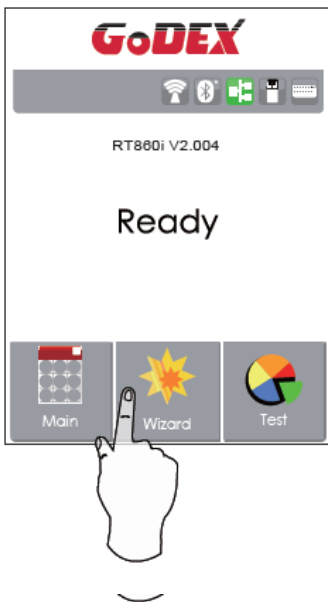 GoDEX
RT860i V2.004
Ready
Main
Wizard
Test